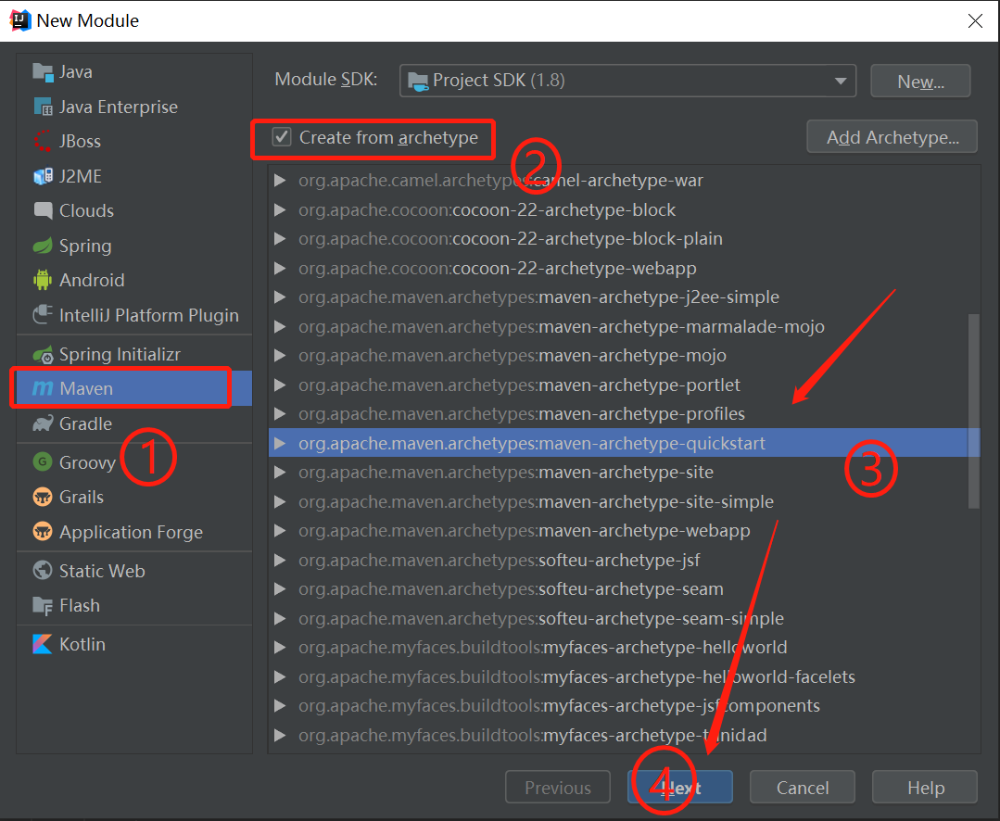 New Module
Java
Java Enterprise
JBoss
J2ME
Clouds
Spring
Android
IntelliJ Platform Plugin
Spring Initializr
Maven
Gradle
Groovy
Grails
Application Forge
Static Web
Flash
Kotlin
①
Module SDK: Project SDK (1.8) New...
Create from archetype Add Archetype...
②
org.apache.camel.archetypes:camel-archetype-war
org.apache.cocoon:cocoon-22-archetype-block
org.apache.cocoon:cocoon-22-archetype-block-plain
org.apache.cocoon:cocoon-22-archetype-webapp
org.apache.maven.archetypes:maven-archetype-j2ee-simple
org.apache.maven.archetypes:maven-archetype-marmalade-mojo
org.apache.maven.archetypes:maven-archetype-mojo
org.apache.maven.archetypes:maven-archetype-portlet
org.apache.maven.archetypes:maven-archetype-profiles
org.apache.maven.archetypes:maven-archetype-quickstart
③
org.apache.maven.archetypes:maven-archetype-site
org.apache.maven.archetypes:maven-archetype-site-simple
org.apache.maven.archetypes:maven-archetype-webapp
org.apache.maven.archetypes:softeu-archetype-jsf
org.apache.maven.archetypes:softeu-archetype-seam
org.apache.maven.archetypes:softeu-archetype-seam-simple
org.apache.myfaces.buildtools:myfaces-archetype-helloworld
org.apache.myfaces.buildtools:myfaces-archetype-helloworld-facelets
org.apache.myfaces.buildtools:myfaces-archetype-jsfcomponents
org.apache.myfaces.buildtools:myfaces-archetype-trinidad
④
Previous Next Cancel Help